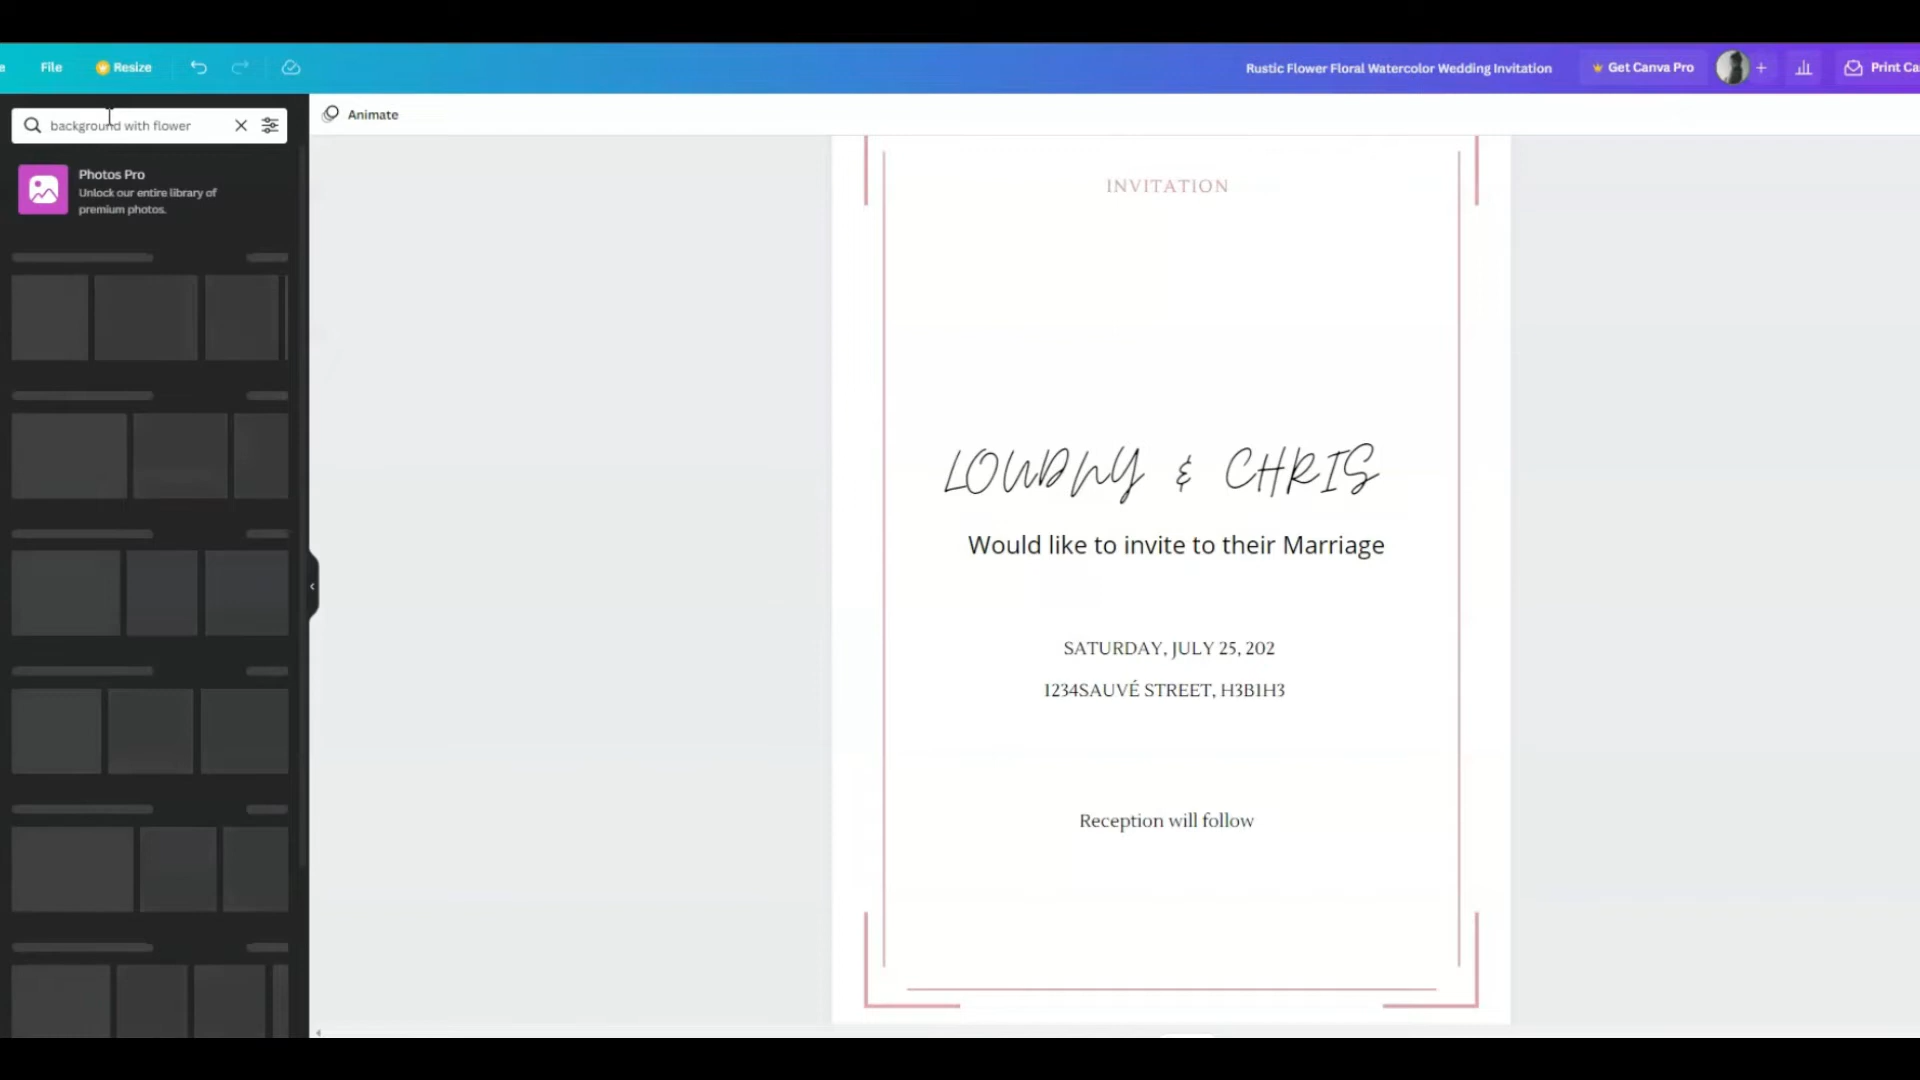 File
Resize
Rustic Flower Floral Watercolor Wedding Invitation
Get Canva Pro
Print Ca
background with flower
Photos Pro
Unlock our entire library of
premium photos.
Animate
INVITATION
LOUDNY & CHRIS
Would like to invite to their Marriage
SATURDAY, JULY 25, 202
1234SAUVÉ STREET, H3B1H3
Reception will follow